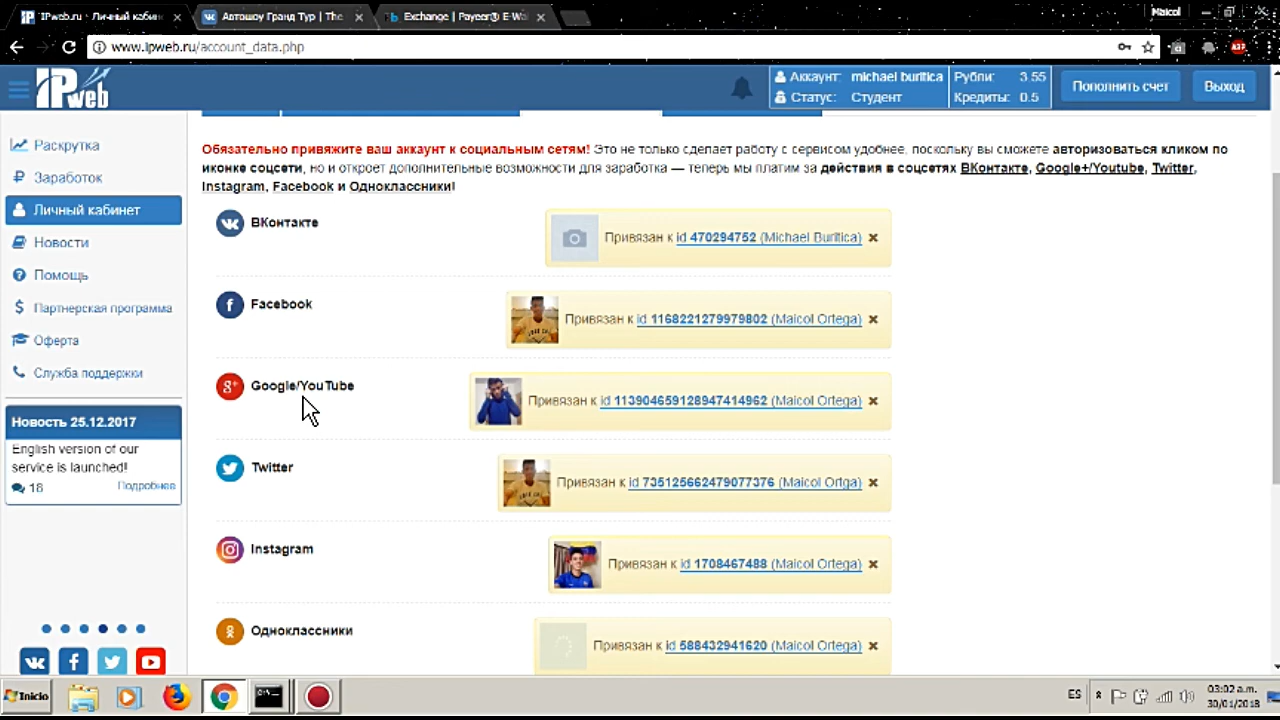 IPweb.ru - Личный кабин
Автошоу Гранд Тур | The
Exchange | Payeer® E-Wa
Maicol
www.ipweb.ru/account_data.php
ABP
IPweb
Аккаунт: michael buritica
Статус: Студент
Рубли: 3.55
Кредиты: 0.5
Пополнить счет
Выход
Раскрутка
Заработок
Личный кабинет
Новости
Помощь
Партнерская программа
Оферта
Служба поддержки
Новость 25.12.2017
English version of our
service is launched!
18 Подробнее
Обязательно привяжите ваш аккаунт к социальным сетям! Это не только сделает работу с сервисом удобнее, поскольку вы сможете авторизоваться кликом по
иконке соцсети, но и откроет дополнительные возможности для заработка — теперь мы платим за действия в соцсетях ВКонтакте, Google+/Youtube, Twitter,
Instagram, Facebook и Одноклассники!
ВКонтакте
Привязан к id 470294752 (Michael Buritica)
Facebook
Привязан к id 1168221279979802 (Maicol Ortega)
Google/YouTube
Привязан к id 113904659128947414962 (Maicol Ortega)
Twitter
Привязан к id 735125662479077376 (Maicol Ortga)
Instagram
Привязан к id 1708467488 (Maicol Ortega)
Одноклассники
Привязан к id 588432941620 (Maicol Ortega)
Inicio
ES
03:02 a.m.
30/01/2018